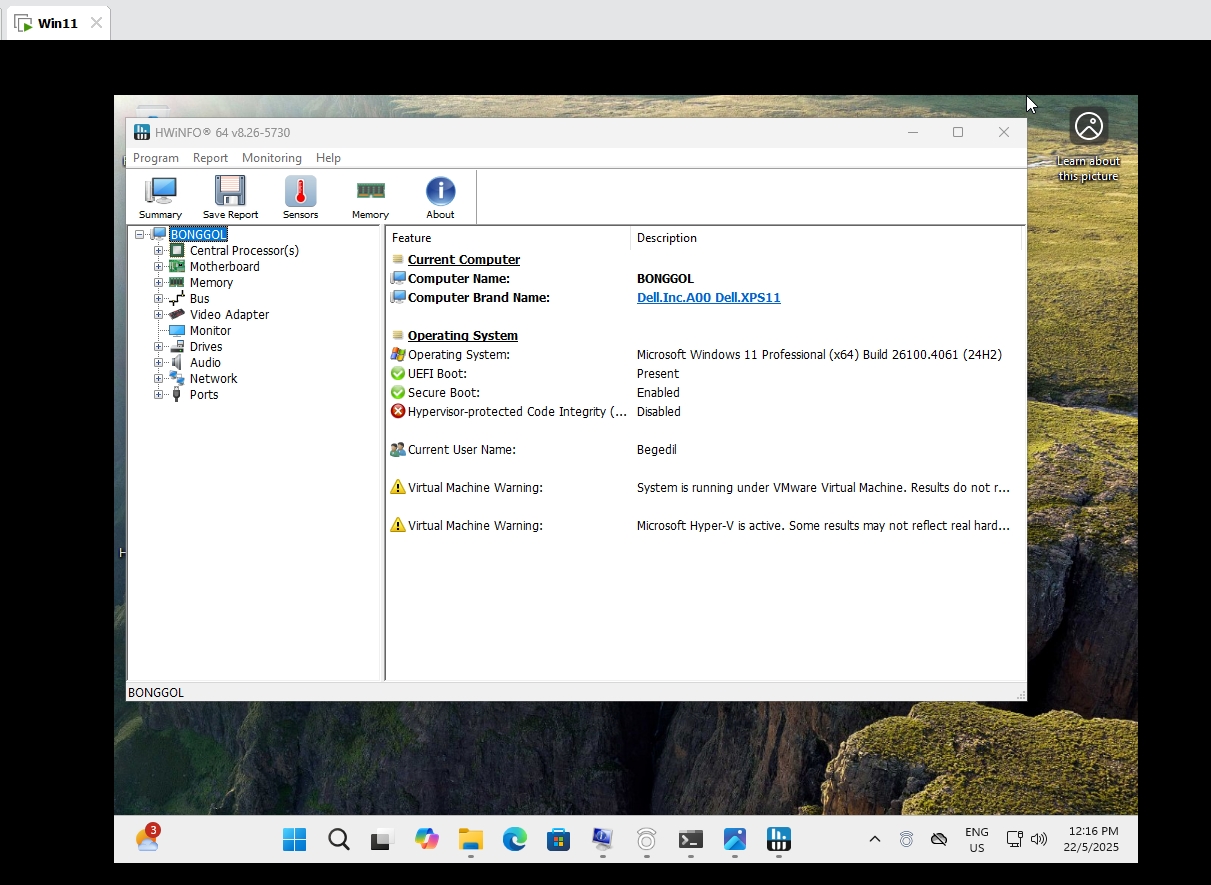 Win11
HWiNFO® 64 v8.26-5730
Learn about
this picture
Program Report Monitoring Help
Summary Save Report Sensors Memory About
BONGGOL
Central Processor(s)
Motherboard
Memory
Bus
Video Adapter
Monitor
Drives
Audio
Network
Ports
Feature Description
Current Computer
Computer Name: BONGGOL
Computer Brand Name: Dell.Inc.A00 Dell.XPS11
Operating System
Operating System: Microsoft Windows 11 Professional (x64) Build 26100.4061 (24H2)
UEFI Boot: Present
Secure Boot: Enabled
Hypervisor-protected Code Integrity (... Disabled
Current User Name: Begedil
Virtual Machine Warning: System is running under VMware Virtual Machine. Results do not r...
Virtual Machine Warning: Microsoft Hyper-V is active. Some results may not reflect real hard...
H
BONGGOL
3
ENG
US
12:16 PM
22/5/2025